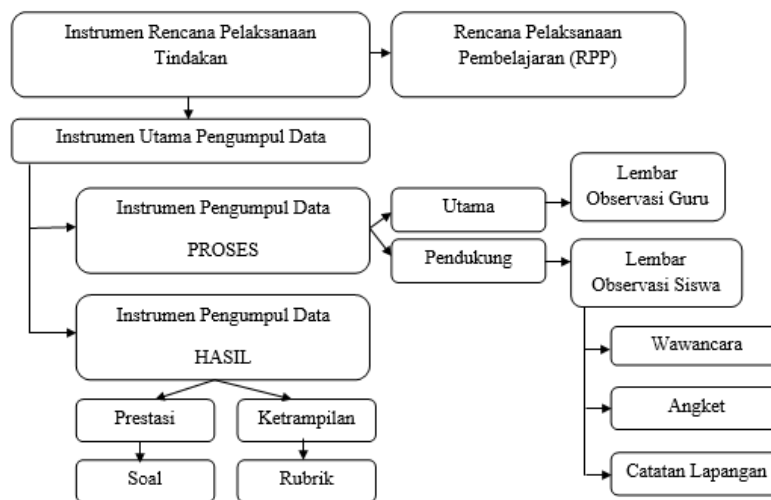 Instrumen Rencana Pelaksanaan
Tindakan
Rencana Pelaksanaan
Pembelajaran (RPP)
Instrumen Utama Pengumpul Data
Instrumen Pengumpul Data
PROSES
Utama
Lembar
Observasi Guru
Pendukung
Lembar
Observasi Siswa
Instrumen Pengumpul Data
HASIL
Wawancara
Prestasi
Ketrampilan
Angket
Soal
Rubrik
Catatan Lapangan